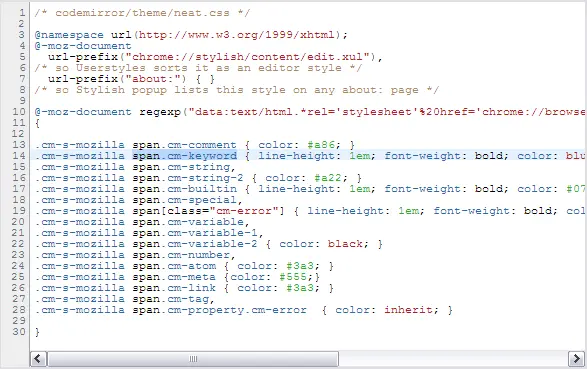 1 /* codemirror/theme/neat.css */
2
3 @namespace url(http://www.w3.org/1999/xhtml);
4 @-moz-document
5 url-prefix("chrome://stylish/content/edit.xul"),
6 /* so Userstyles sorts it as an editor style */
7 url-prefix("about:") { }
8 /* so Stylish popup lists this style on any about: page */
9
10 @-moz-document regexp("data:text/html.*rel='stylesheet'%20href='chrome://browse
11 {
12
13 .cm-s-mozilla span.cm-comment { color: #a86; }
14 .cm-s-mozilla span.cm-keyword { line-height: 1em; font-weight: bold; color: blu
15 .cm-s-mozilla span.cm-string,
16 .cm-s-mozilla span.cm-string-2 { color: #a22; }
17 .cm-s-mozilla span.cm-builtin { line-height: 1em; font-weight: bold; color: #07
18 .cm-s-mozilla span.cm-special,
19 .cm-s-mozilla span[class="cm-error"] { line-height: 1em; font-weight: bold; col
20 .cm-s-mozilla span.cm-variable,
21 .cm-s-mozilla span.cm-variable-1,
22 .cm-s-mozilla span.cm-variable-2 { color: black; }
23 .cm-s-mozilla span.cm-number,
24 .cm-s-mozilla span.cm-atom { color: #3a3; }
25 .cm-s-mozilla span.cm-meta {color: #555;}
26 .cm-s-mozilla span.cm-link { color: #3a3; }
27 .cm-s-mozilla span.cm-tag,
28 .cm-s-mozilla span.cm-property.cm-error { color: inherit; }
29
30 }